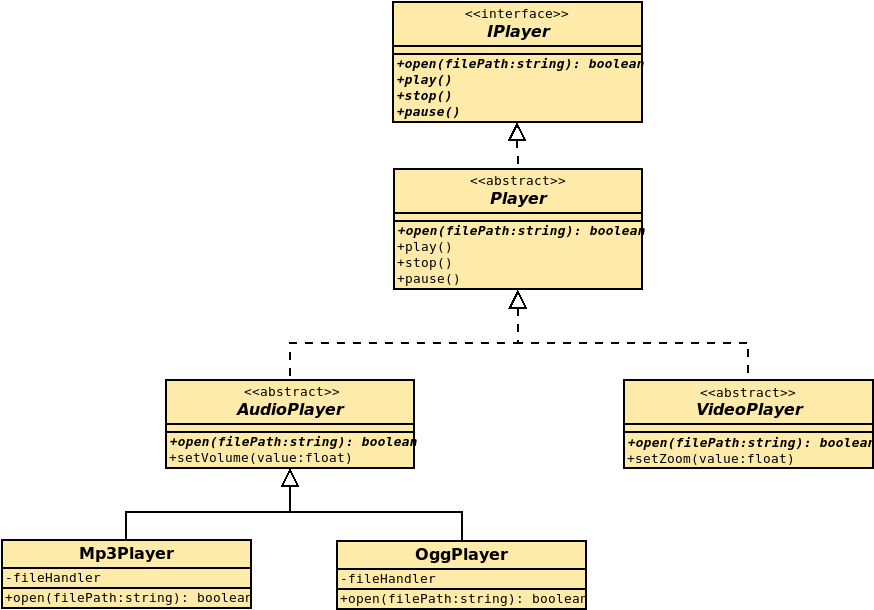 <<interface>>
IPlayer
+open(filePath:string): boolean
+play()
+stop()
+pause()
<<abstract>>
Player
+open(filePath:string): boolean
+play()
+stop()
+pause()
<<abstract>>
AudioPlayer
+open(filePath:string): boolean
+setVolume(value:float)
<<abstract>>
VideoPlayer
+open(filePath:string): boolean
+setZoom(value:float)
Mp3Player
-fileHandler
+open(filePath:string): boolean
OggPlayer
-fileHandler
+open(filePath:string): boolean